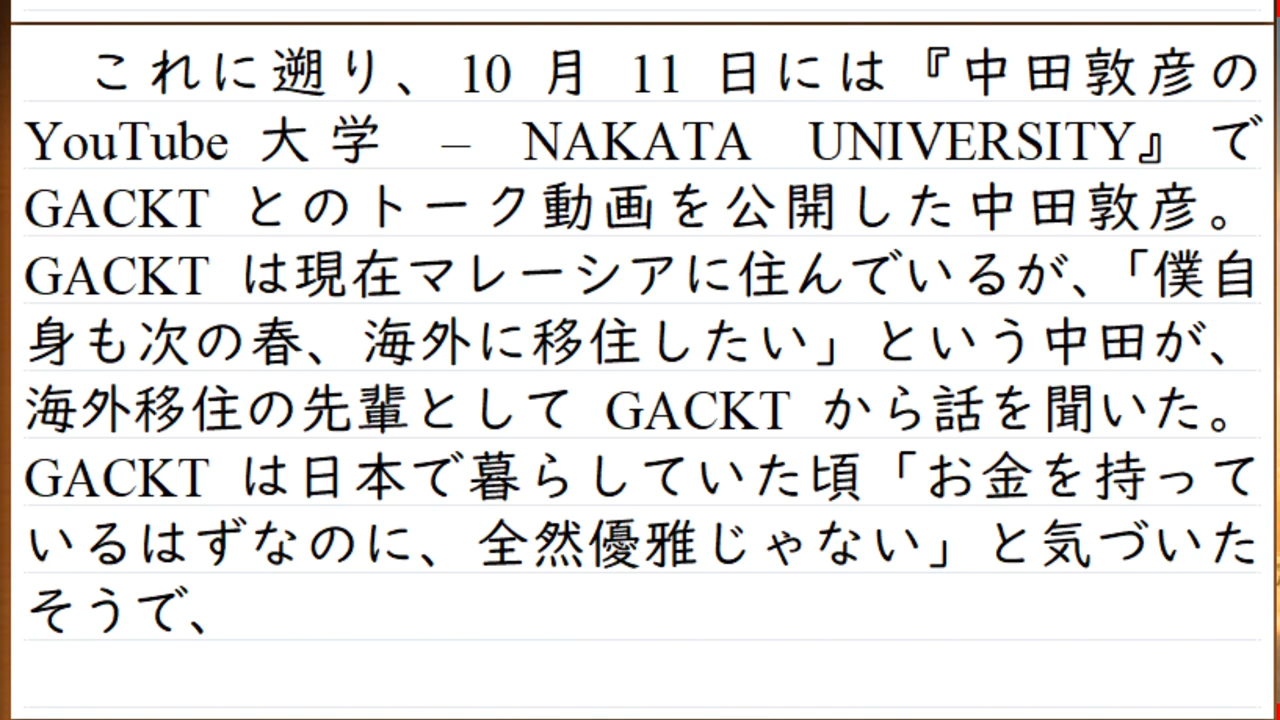 これに遡り、10 月 11 日には『中田敦彦の
YouTube 大学 – NAKATA UNIVERSITY』で
GACKT とのトーク動画を公開した中田敦彦。
GACKT は現在マレーシアに住んでいるが、「僕自
身も次の春、海外に移住したい」という中田が、
海外移住の先輩として GACKT から話を聞いた。
GACKT は日本で暮らしていた頃「お金を持って
いるはずなのに、全然優雅じゃない」と気づいた
そうで、